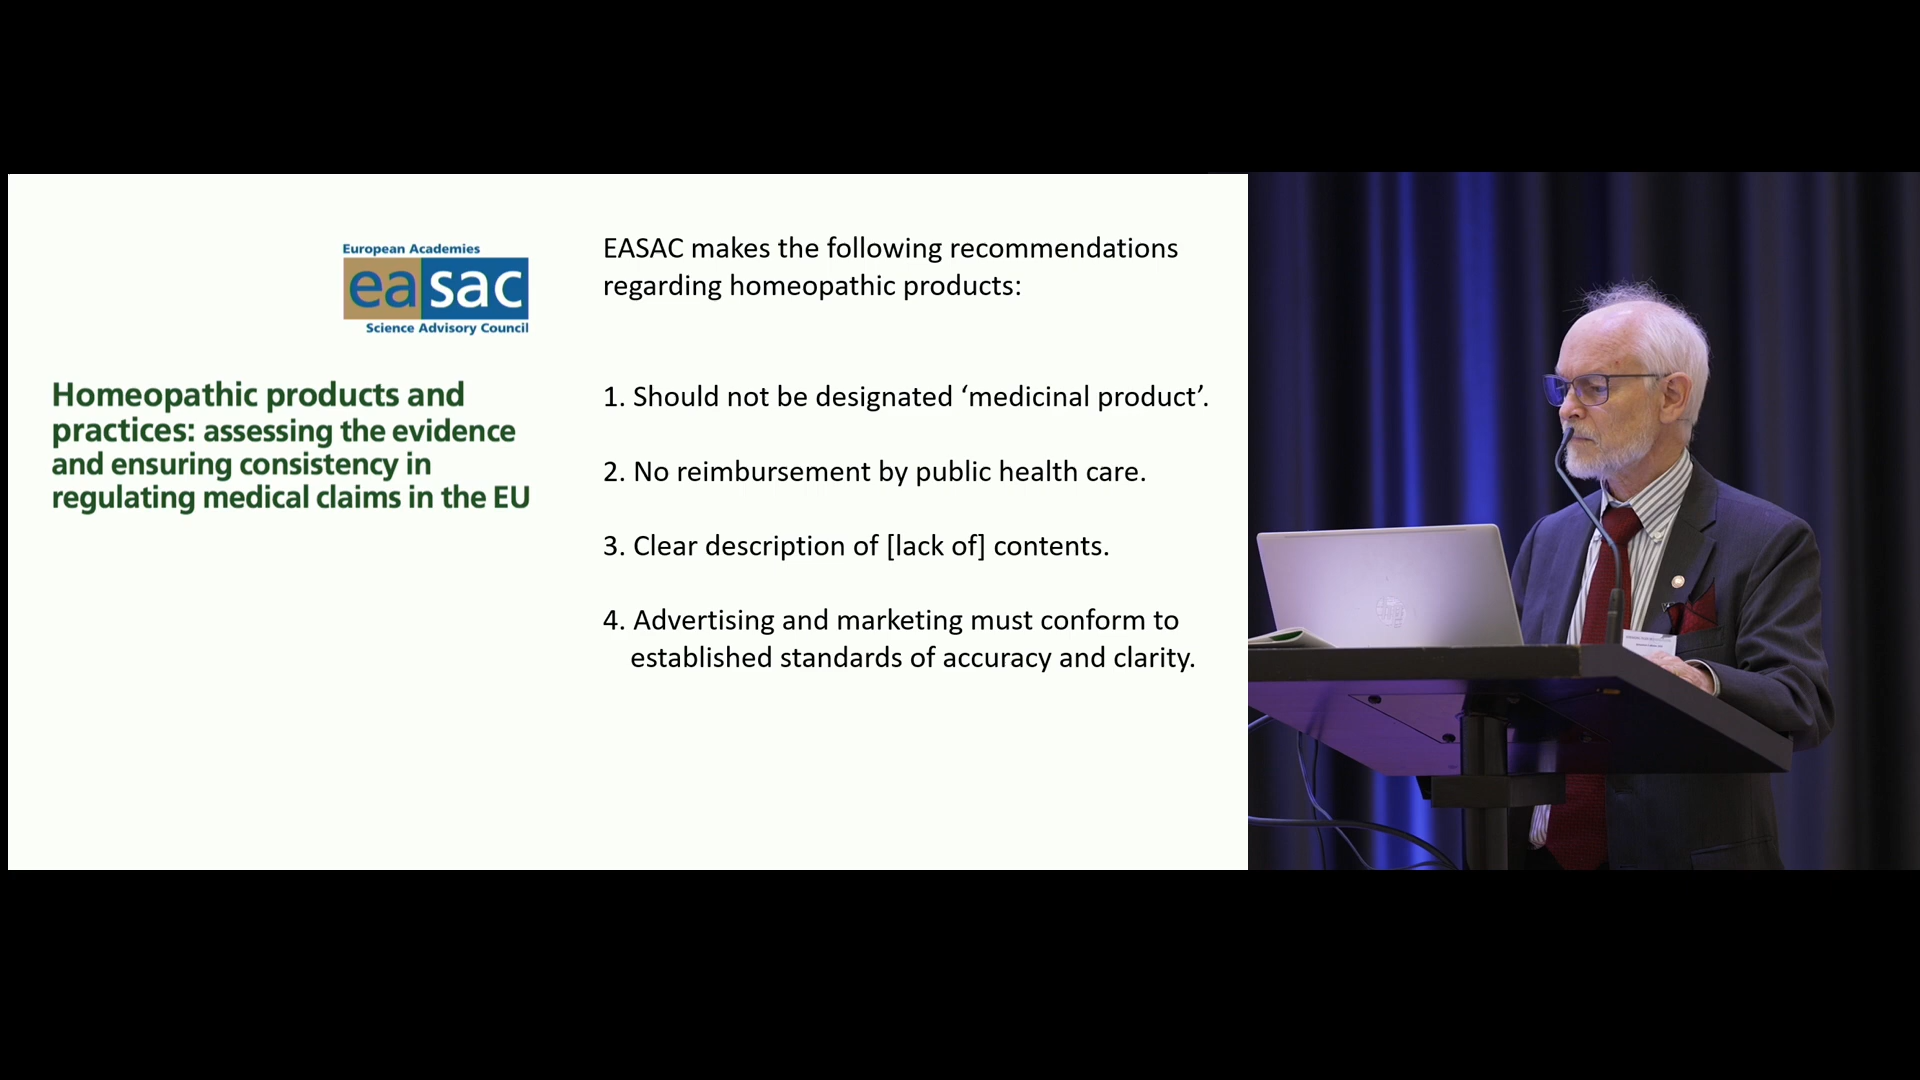 European Academies
easac
Science Advisory Council
Homeopathic products and
practices: assessing the evidence
and ensuring consistency in
regulating medical claims in the EU
EASAC makes the following recommendations
regarding homeopathic products:
1. Should not be designated ‘medicinal product’.
2. No reimbursement by public health care.
3. Clear description of [lack of] contents.
4. Advertising and marketing must conform to
established standards of accuracy and clarity.